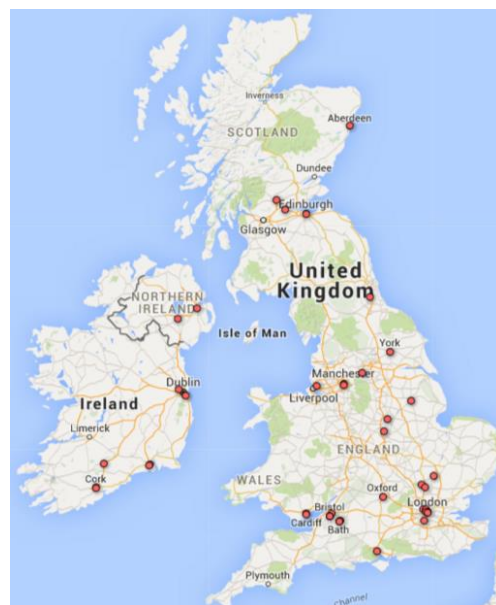 Inverness
Aberdeen
SCOTLAND
Dundee
Edinburgh
Glasgow
United
Kingdom
NORTHERN
IRELAND
Isle of Man
York
Manchester
Dublin
Liverpool
Ireland
Limerick
ENGLAND
Cork
WALES
Oxford
London
Bristol
Cardiff
Bath
Plymouth
Channel